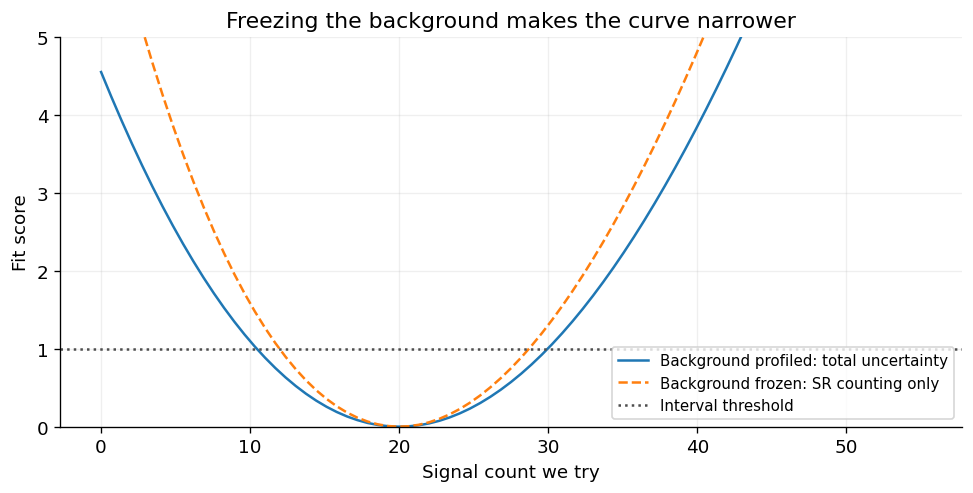 Freezing the background makes the curve narrower
Fit score
5
4
3
2
1
0
Background profiled: total uncertainty
Background frozen: SR counting only
Interval threshold
0 10 20 30 40 50
Signal count we try